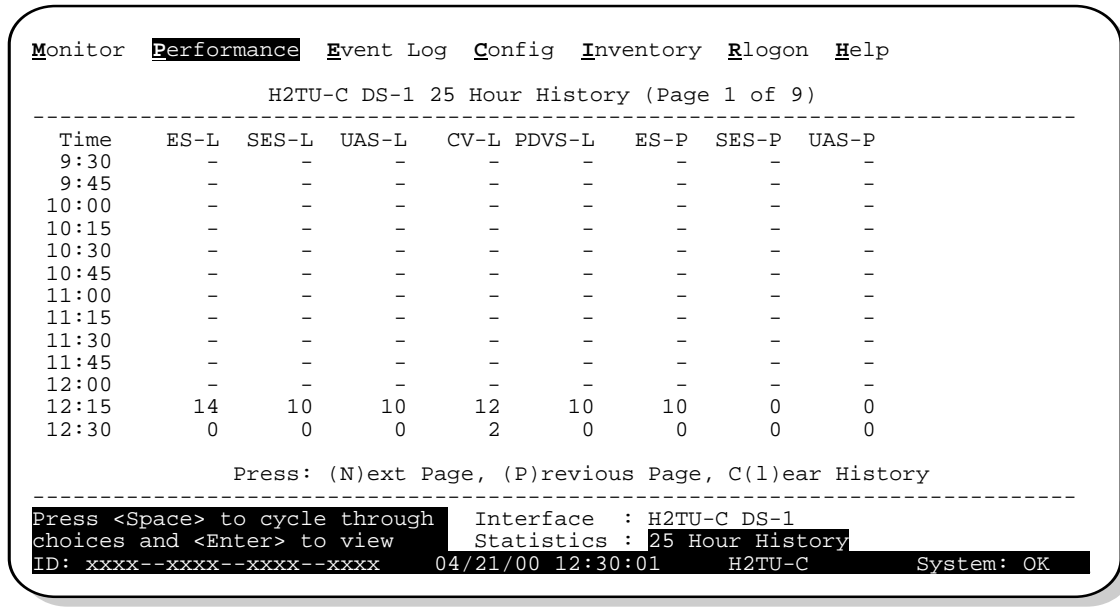 Monitor  Performance  Event Log  Config  Inventory  Rlogon  Help
H2TU-C DS-1 25 Hour History (Page 1 of 9)
--------------------------------------------------------------------------------
Time    ES-L  SES-L  UAS-L   CV-L PDVS-L   ES-P  SES-P  UAS-P
9:30      -      -      -      -      -      -      -      -
9:45      -      -      -      -      -      -      -      -
10:00      -      -      -      -      -      -      -      -
10:15      -      -      -      -      -      -      -      -
10:30      -      -      -      -      -      -      -      -
10:45      -      -      -      -      -      -      -      -
11:00      -      -      -      -      -      -      -      -
11:15      -      -      -      -      -      -      -      -
11:30      -      -      -      -      -      -      -      -
11:45      -      -      -      -      -      -      -      -
12:00      -      -      -      -      -      -      -      -
12:15     14     10     10     12     10     10      0      0
12:30      0      0      0      2      0      0      0      0
Press: (N)ext Page, (P)revious Page, C(l)ear History
--------------------------------------------------------------------------------
Press <Space> to cycle through   Interface  : H2TU-C DS-1
choices and <Enter> to view   Statistics : 25 Hour History
ID: xxxx--xxxx--xxxx--xxxx   04/21/00 12:30:01   H2TU-C   System: OK